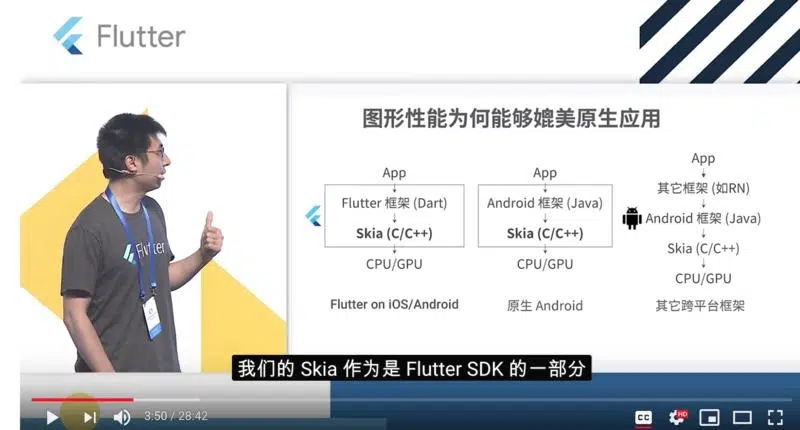 Flutter
图形性能为何能够媲美原生应用
App
Flutter 框架 (Dart)
Skia (C/C++)
CPU/GPU
Flutter on iOS/Android
App
Android 框架 (Java)
Skia (C/C++)
CPU/GPU
原生 Android
App
其它框架 (如RN)
Android 框架 (Java)
Skia (C/C++)
CPU/GPU
其它跨平台框架
Flutter
我们的 Skia 作为是 Flutter SDK 的一部分
3:50 / 28:42
CC
HD